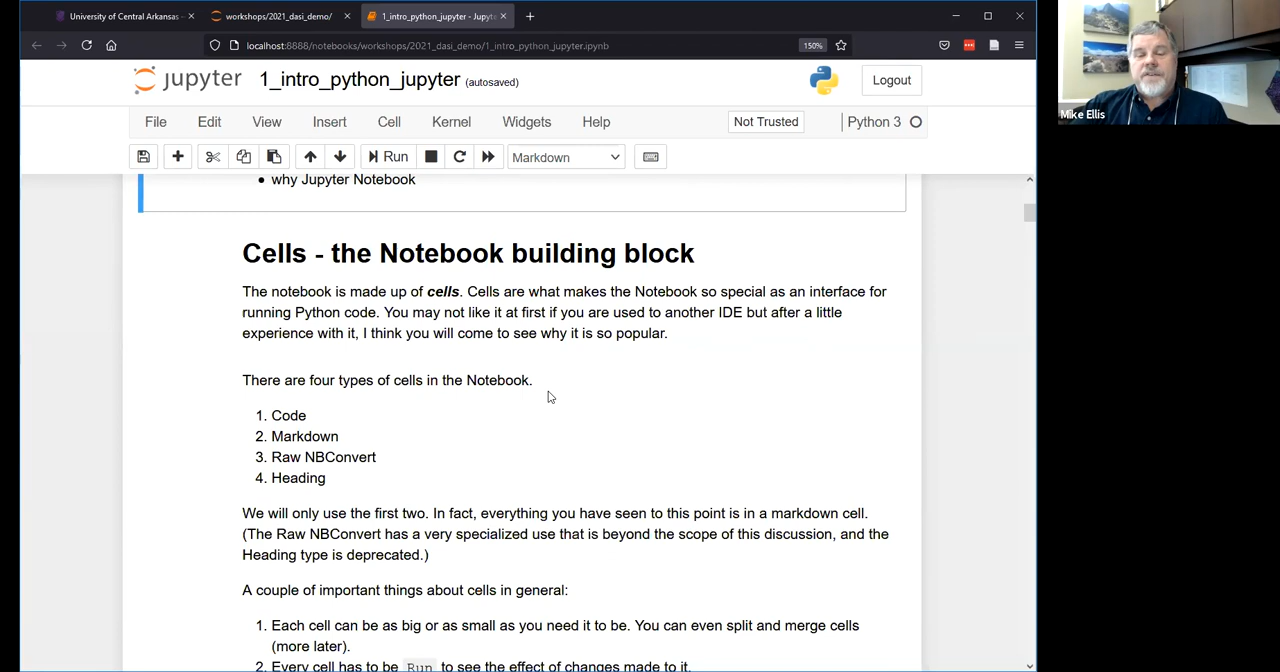 University of Central Arkansas -
workshops/2021_dasi_demo/
1_intro_python_jupyter - Jupyt
localhost:8888/notebooks/workshops/2021_dasi_demo/1_intro_python_jupyter.ipynb
150%
jupyter
1_intro_python_jupyter (autosaved)
Logout
File Edit View Insert Cell Kernel Widgets Help
Not Trusted
Python 3
Run
Markdown
• why Jupyter Notebook
Cells - the Notebook building block
The notebook is made up of cells. Cells are what makes the Notebook so special as an interface for
running Python code. You may not like it at first if you are used to another IDE but after a little
experience with it, I think you will come to see why it is so popular.
There are four types of cells in the Notebook.
1. Code
2. Markdown
3. Raw NBConvert
4. Heading
We will only use the first two. In fact, everything you have seen to this point is in a markdown cell.
(The Raw NBConvert has a very specialized use that is beyond the scope of this discussion, and the
Heading type is deprecated.)
A couple of important things about cells in general:
1. Each cell can be as big or as small as you need it to be. You can even split and merge cells
(more later).
2. Every cell has to be Run to see the effect of changes made to it.
Mike Ellis